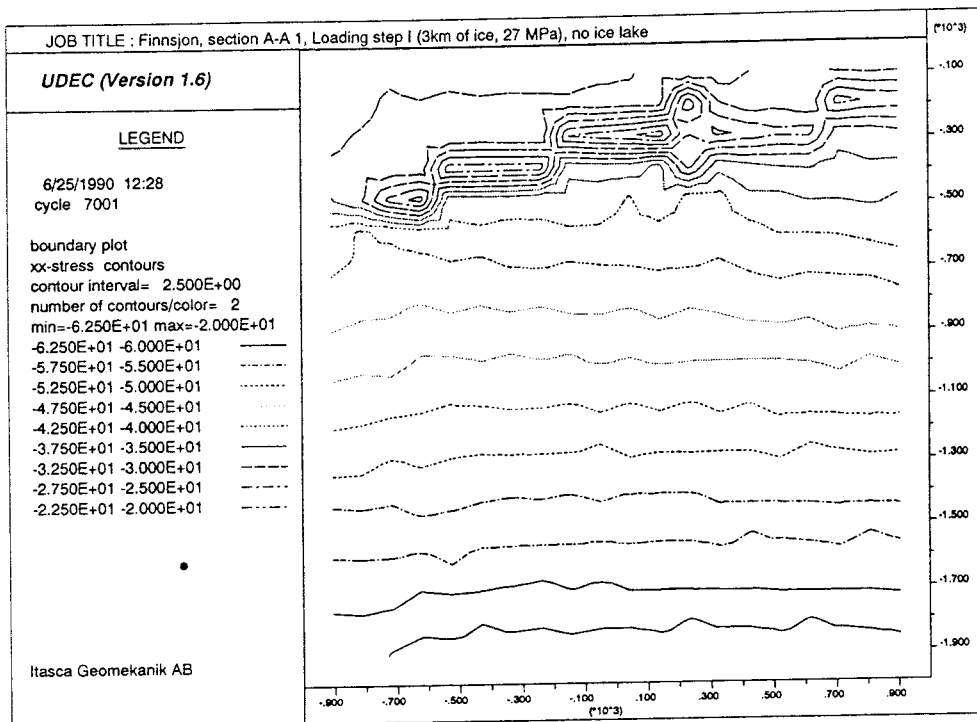 JOB TITLE : Finnsjon, section A-A 1, Loading step I (3km of ice, 27 MPa), no ice lake
(*10^3)
UDEC (Version 1.6)
LEGEND
6/25/1990 12:28
cycle 7001
boundary plot
xx-stress contours
contour interval= 2.500E+00
number of contours/color= 2
min=-6.250E+01 max=-2.000E+01
-6.250E+01 -6.000E+01
-5.750E+01 -5.500E+01
-5.250E+01 -5.000E+01
-4.750E+01 -4.500E+01
-4.250E+01 -4.000E+01
-3.750E+01 -3.500E+01
-3.250E+01 -3.000E+01
-2.750E+01 -2.500E+01
-2.250E+01 -2.000E+01
Itasca Geomekanik AB
-.100
-.300
-.500
-.700
-.900
-1.100
-1.300
-1.500
-1.700
-1.900
-.900 -.700 -.500 -.300 -.100 .100 .300 .500 .700 .900
(*10^3)